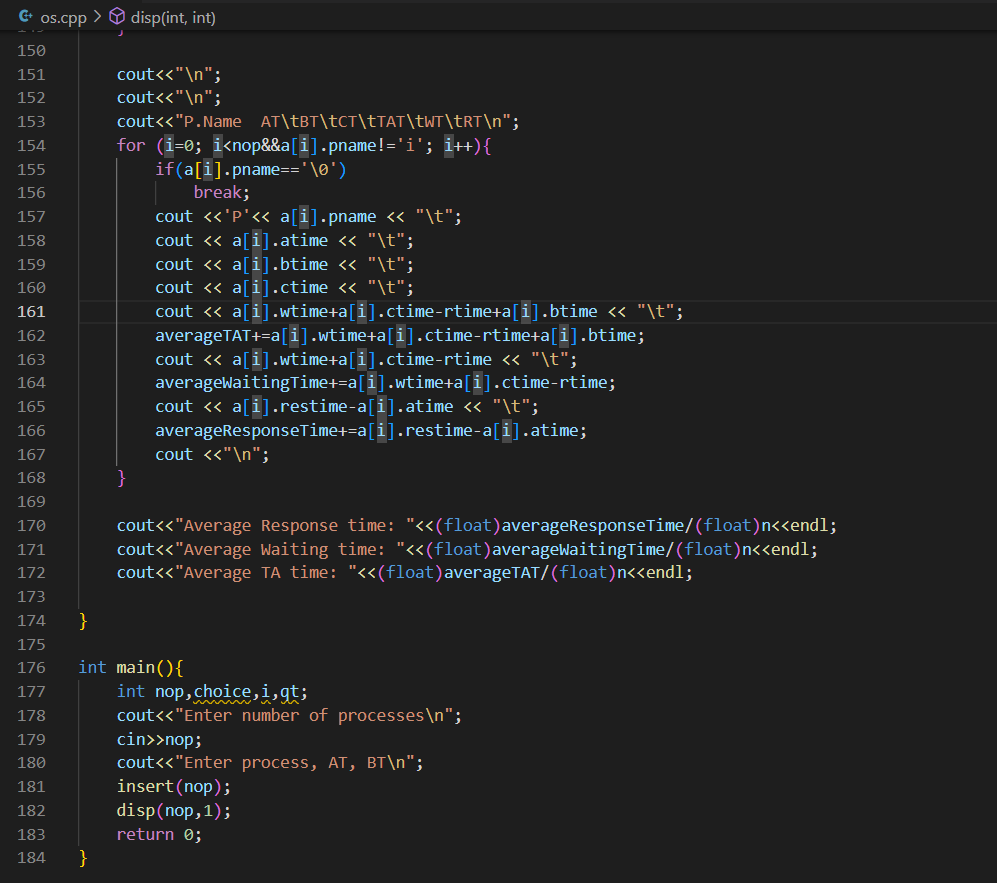 os.cpp > disp(int, int)
149 }
150
151 cout<<"\n";
152 cout<<"\n";
153 cout<<"P.Name  AT\tBT\tCT\tTAT\tWT\tRT\n";
154 for (i=0; i<nop&&a[i].pname!='i'; i++){
155 if(a[i].pname=='\0')
156 break;
157 cout <<'P'<< a[i].pname << "\t";
158 cout << a[i].atime << "\t";
159 cout << a[i].btime << "\t";
160 cout << a[i].ctime << "\t";
161 cout << a[i].wtime+a[i].ctime-rtime+a[i].btime << "\t";
162 averageTAT+=a[i].wtime+a[i].ctime-rtime+a[i].btime;
163 cout << a[i].wtime+a[i].ctime-rtime << "\t";
164 averageWaitingTime+=a[i].wtime+a[i].ctime-rtime;
165 cout << a[i].restime-a[i].atime << "\t";
166 averageResponseTime+=a[i].restime-a[i].atime;
167 cout <<"\n";
168 }
169
170 cout<<"Average Response time: "<<(float)averageResponseTime/(float)n<<endl;
171 cout<<"Average Waiting time: "<<(float)averageWaitingTime/(float)n<<endl;
172 cout<<"Average TA time: "<<(float)averageTAT/(float)n<<endl;
173
174 }
175
176 int main(){
177 int nop,choice,i,qt;
178 cout<<"Enter number of processes\n";
179 cin>>nop;
180 cout<<"Enter process, AT, BT\n";
181 insert(nop);
182 disp(nop,1);
183 return 0;
184 }